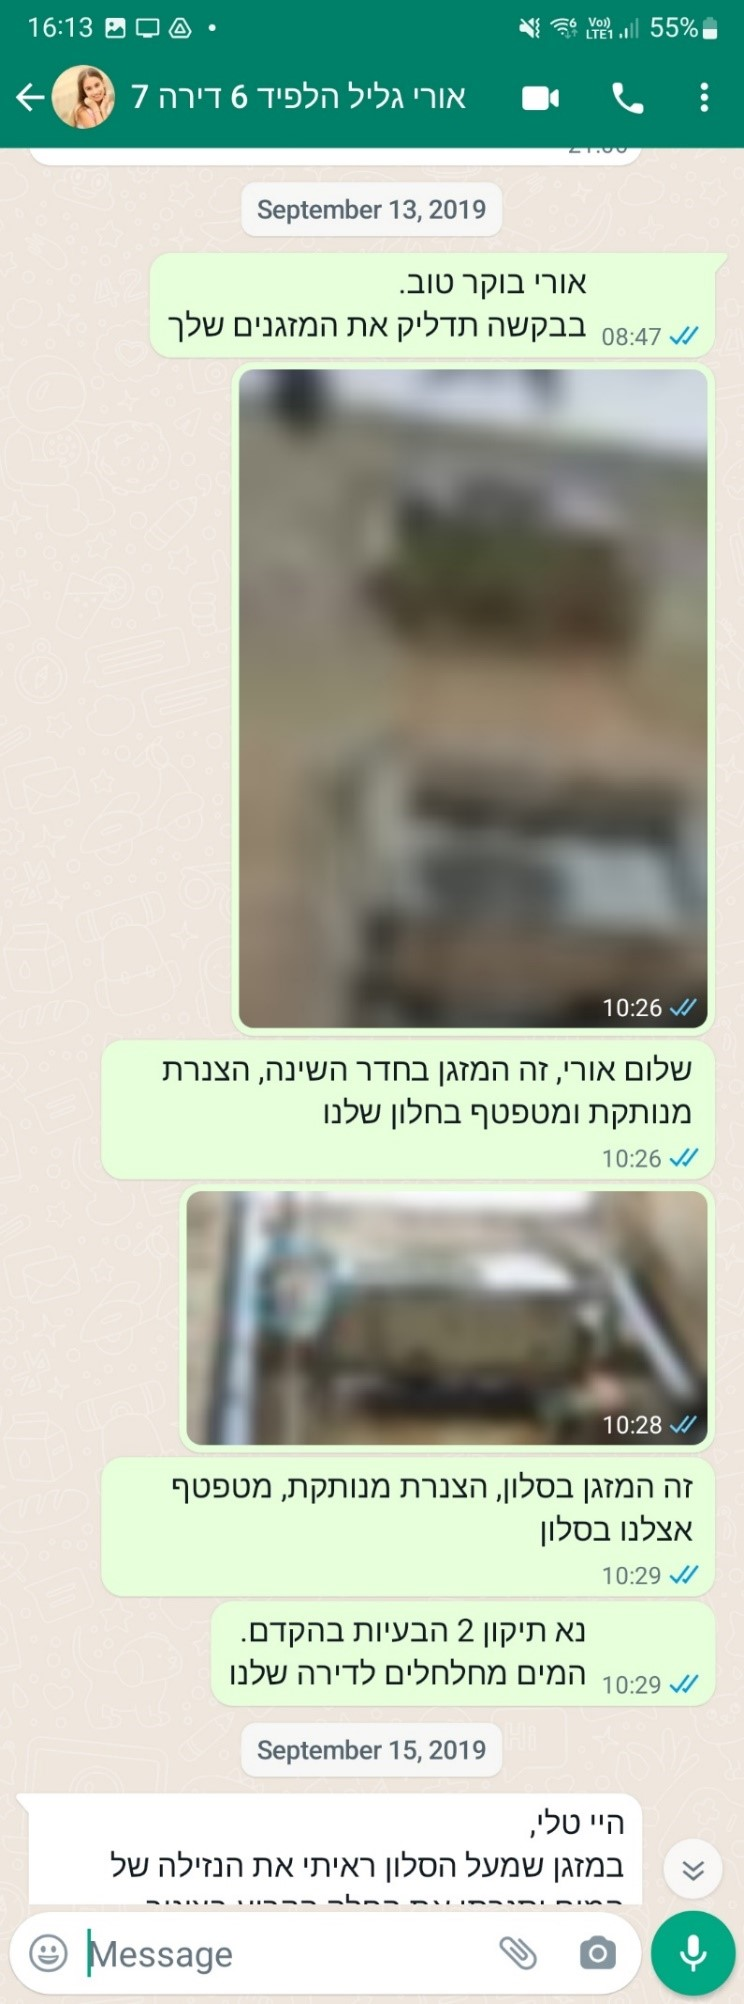 16:13
Vo))
LTE1
55%
אורי גליל הלפיד 6 דירה 7
September 13, 2019
אורי בוקר טוב.
בבקשה תדליק את המזגנים שלך
08:47
10:26
שלום אורי, זה המזגן בחדר השינה, הצנרת
מנותקת ומטפטף בחלון שלנו
10:26
10:28
זה המזגן בסלון, הצנרת מנותקת, מטפטף
אצלנו בסלון
10:29
נא תיקון 2 הבעיות בהקדם.
המים מחלחלים לדירה שלנו
10:29
September 15, 2019
היי טלי,
במזגן שמעל הסלון ראיתי את הנזילה של
Message